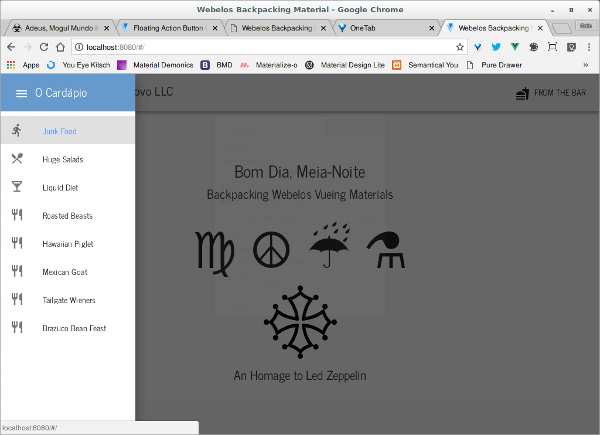 Webelos Backpacking Material - Google Chrome
Adeus, Mogul Mundo
Floating Action Button
Webelos Backpacking
OneTab
Webelos Backpacking
localhost:8080/#/
Apps You Eye Kitsch Material Demonics BMD Materialize-o Material Design Lite Semantical You Pure Drawer
O Cardápio
ovo LLC
FROM THE BAR
Junk Food
Huge Salads
Liquid Diet
Roasted Beasts
Hawaiian Piglet
Mexican Goat
Tailgate Wieners
Brazuco Bean Feast
Bom Dia, Meia-Noite
Backpacking Webelos Vueing Materials
An Homage to Led Zeppelin
localhost:8080/#/